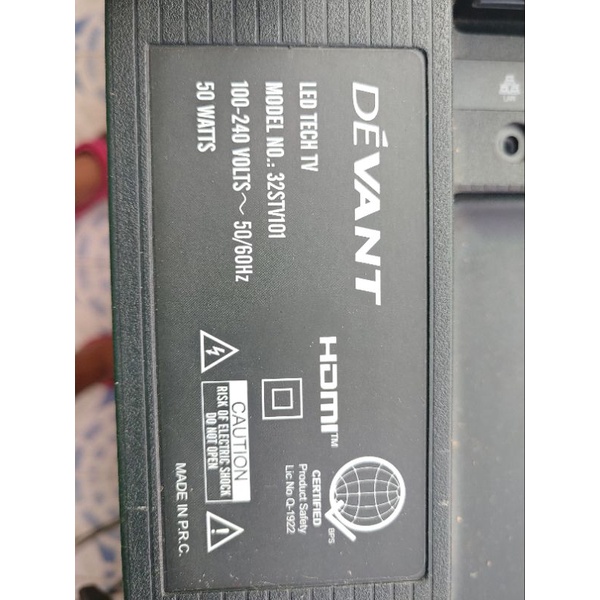 DÉVANT
LED TECH TV
MODEL NO.: 32STV101
100-240 VOLTS~ 50/60Hz
50 WATTS
HDMI™
BPS
CERTIFIED
Product Safety
Lic No Q-1922
CAUTION
RISK OF ELECTRIC SHOCK
DO NOT OPEN
MADE IN P.R.C.
LAN